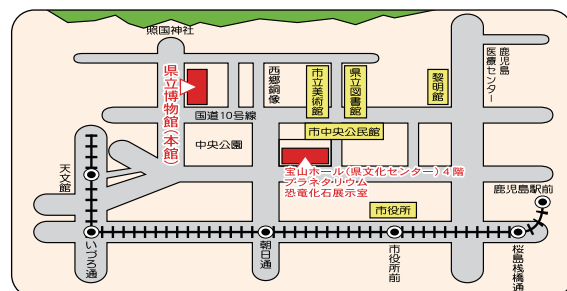 照国神社
鹿児島
医療センター
県立博物館(本館)
西郷銅像
市立美術館
県立図書館
黎明館
国道10号線
市中央公民館
中央公園
宝山ホール(県文化センター)4階
プラネタリウム
恐竜化石展示室
天文館
鹿児島駅前
市役所
いづろ通
朝日通
市役所前
桜島桟橋通